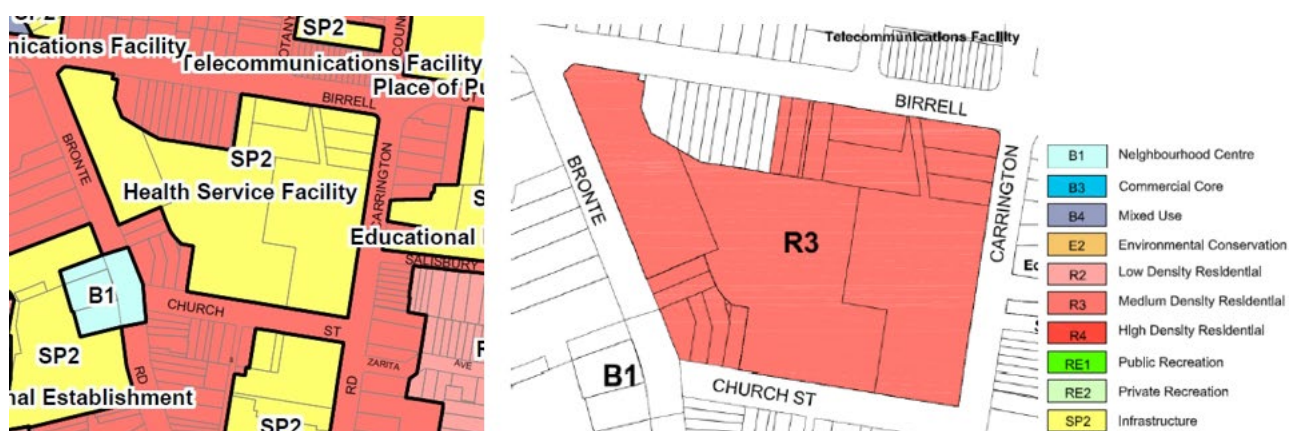 SP2
SP2
nications Facility
Telecommunications Facility
Place of Pu
CT
BIRRELL
BRONTE
SP2
Health Service Facility
CARRINGTON
Educational
SALISBURY
B1
CHURCH
ST
SP2
ZARITA
AVE
RD
RD
nal Establishment
SP2
Telecommunications Facility
BIRRELL
BRONTE
R3
CARRINGTON
B1
CHURCH ST
B1 Neighbourhood Centre
B3 Commercial Core
B4 Mixed Use
E2 Environmental Conservation
R2 Low Density Residential
R3 Medium Density Residential
R4 High Density Residential
RE1 Public Recreation
RE2 Private Recreation
SP2 Infrastructure